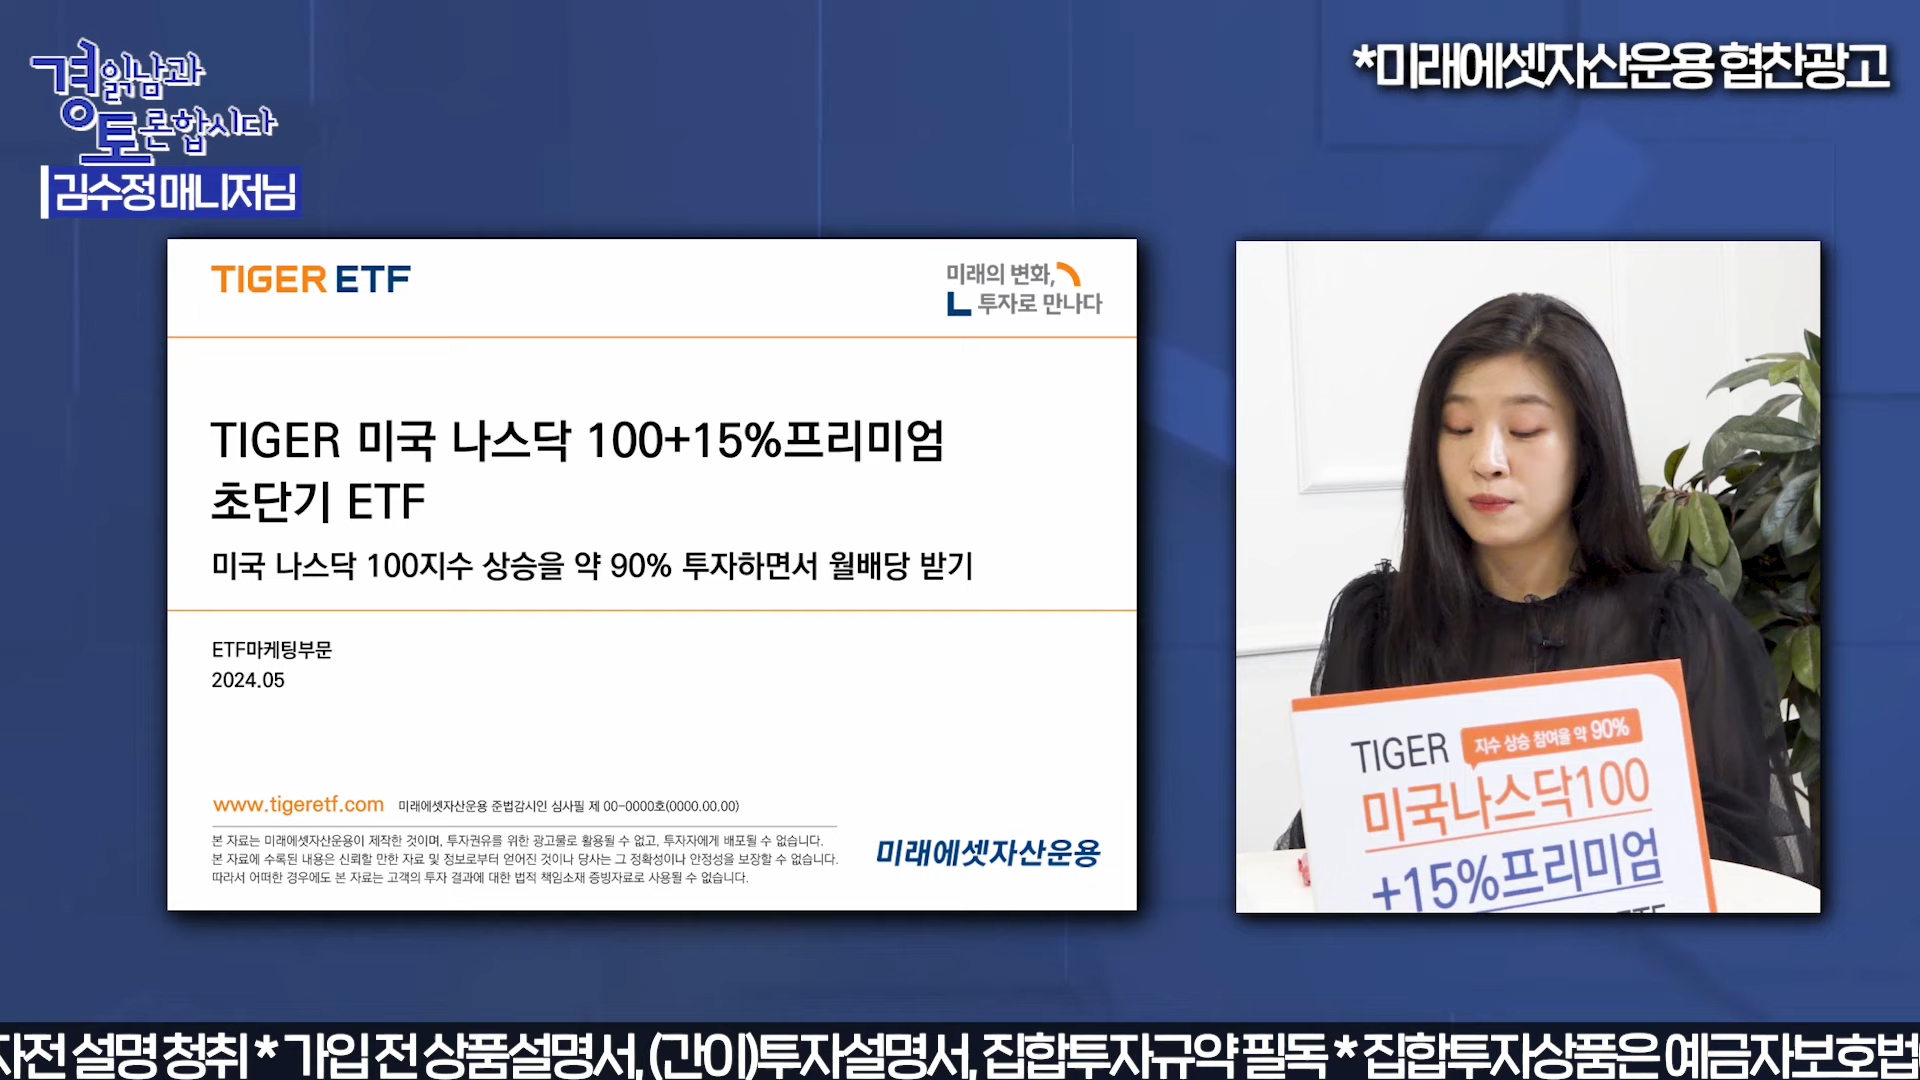 경읽남과
토론합시다
김수정 매니저님
*미래에셋자산운용 협찬광고
TIGER ETF
미래의 변화,
투자로 만나다
TIGER 미국 나스닥 100+15%프리미엄
초단기 ETF
미국 나스닥 100지수 상승을 약 90% 투자하면서 월배당 받기
ETF마케팅부문
2024.05
www.tigeretf.com 미래에셋자산운용 준법감시인 심사필 제 00-0000호(0000.00.00)
본 자료는 미래에셋자산운용이 제작한 것이며, 투자권유를 위한 광고물로 활용될 수 없고, 투자자에게 배포될 수 없습니다.
본 자료에 수록된 내용은 신뢰할 만한 자료 및 정보로부터 얻어진 것이나 당사는 그 정확성이나 안정성을 보장할 수 없습니다.
따라서 어떠한 경우에도 본 자료는 고객의 투자 결과에 대한 법적 책임소재 증빙자료로 사용될 수 없습니다.
미래에셋자산운용
TIGER 지수 상승 참여율 약 90%
미국나스닥100
+15%프리미엄
자전 설명 청취 * 가입 전 상품설명서, (간이)투자설명서, 집합투자규약 필독 * 집합투자상품은 예금자보호법